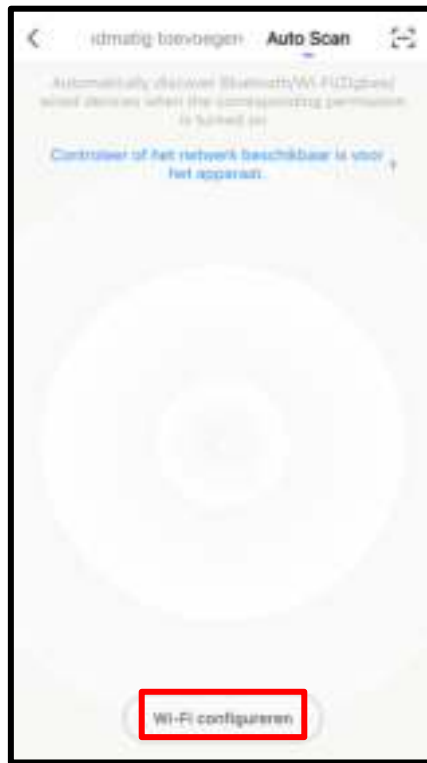 idmatig toevoegen Auto Scan
Automatically discover Bluetooth/Wi-Fi/Zigbee/
wired devices when the corresponding permission
is turned on
Controleer of het netwerk beschikbaar is voor
het apparaat.
Wi-Fi configureren